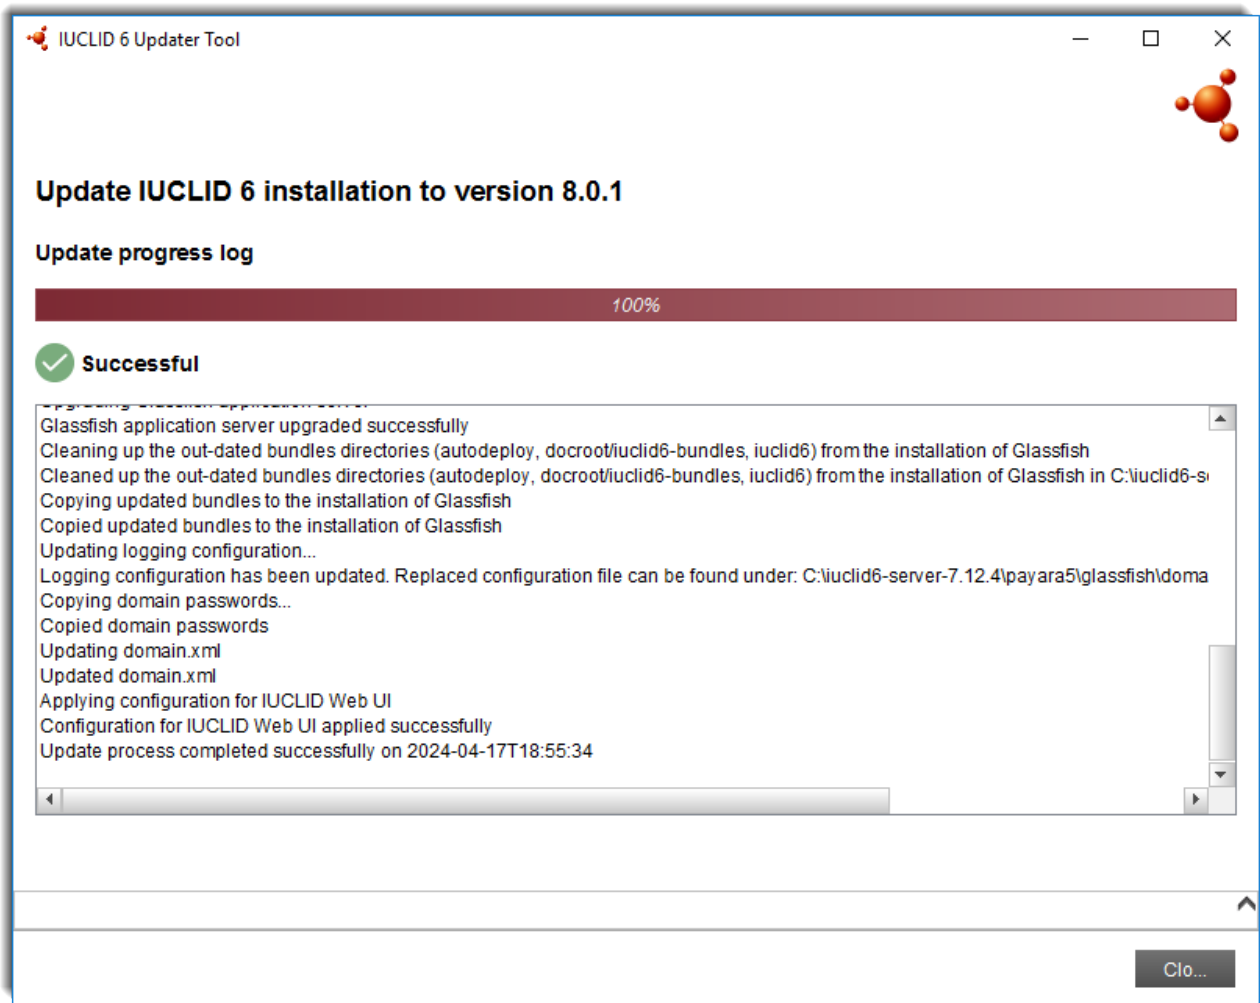 IUCLID 6 Updater Tool
Update IUCLID 6 installation to version 8.0.1
Update progress log
100%
Successful
Upgrading Glassfish application server
Glassfish application server upgraded successfully
Cleaning up the out-dated bundles directories (autodeploy, docroot/iuclid6-bundles, iuclid6) from the installation of Glassfish
Cleaned up the out-dated bundles directories (autodeploy, docroot/iuclid6-bundles, iuclid6) from the installation of Glassfish in C:\iuclid6-s
Copying updated bundles to the installation of Glassfish
Copied updated bundles to the installation of Glassfish
Updating logging configuration...
Logging configuration has been updated. Replaced configuration file can be found under: C:\iuclid6-server-7.12.4\payara5\glassfish\doma
Copying domain passwords...
Copied domain passwords
Updating domain.xml
Updated domain.xml
Applying configuration for IUCLID Web UI
Configuration for IUCLID Web UI applied successfully
Update process completed successfully on 2024-04-17T18:55:34
Clo...